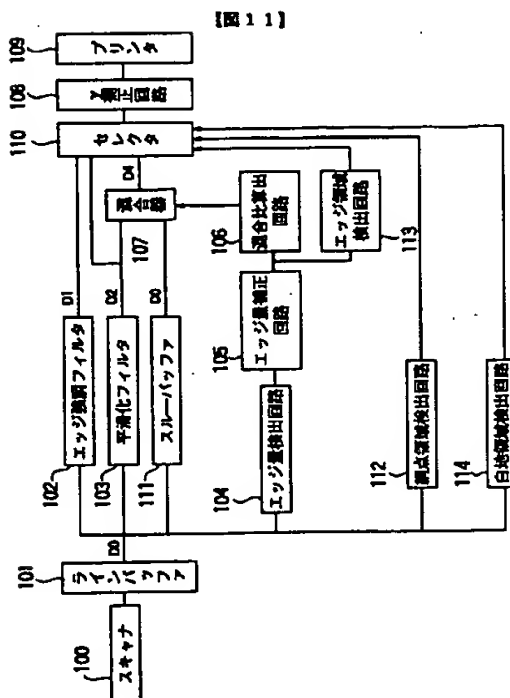 【図11】
100
スキャナ
101
ラインバッファ
D0
102
エッジ強調フィルタ
D1
103
平滑化フィルタ
D2
111
スルーバッファ
D0
107
混合器
D4
110
セレクタ
108
γ補正回路
109
プリンタ
104
エッジ量検出回路
105
エッジ量補正
回路
106
混合比算出
回路
113
エッジ領域
検出回路
112
網点領域検出回路
114
白地領域検出回路